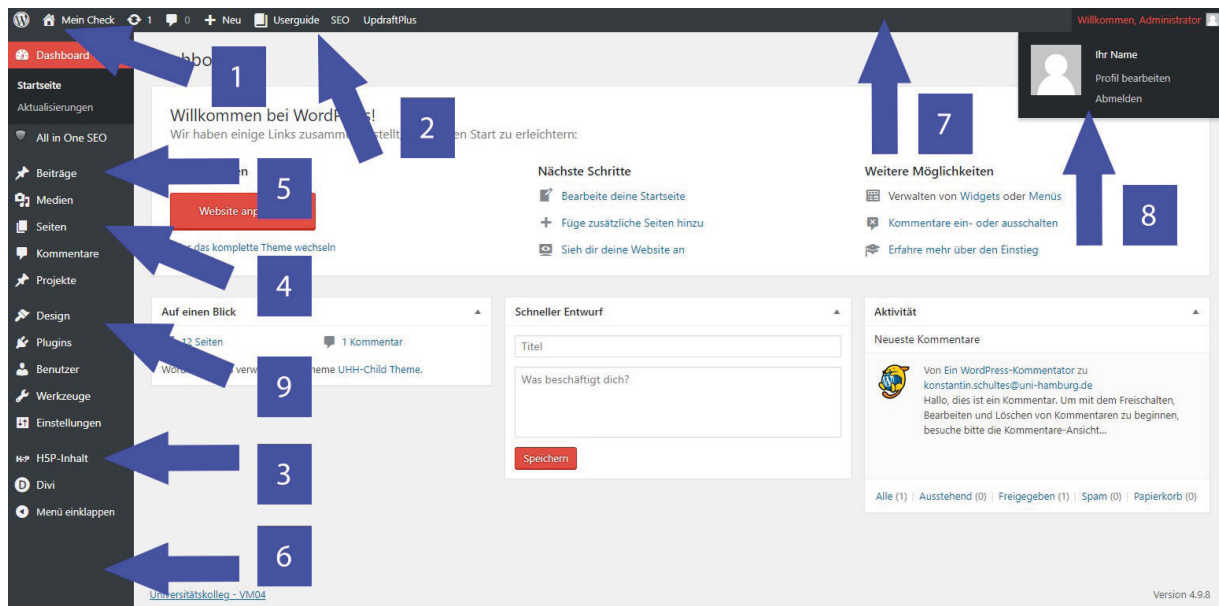 Mein Check 1 0 Neu Userguide SEO UpdraftPlus Willkommen, Administrator
Dashboard
Startseite
Aktualisierungen
All in One SEO
Beiträge
Medien
Seiten
Kommentare
Projekte
Design
Plugins
Benutzer
Werkzeuge
Einstellungen
H5P H5P-Inhalt
D Divi
Menü einklappen
1
2
3
4
5
6
7
8
9
Ihr Name
Profil bearbeiten
Abmelden
Willkommen bei
Wir haben einige Links Start zu erleichtern:
Website
das komplette Theme wechseln
Nächste Schritte
Bearbeite deine Startseite
Füge zusätzliche Seiten hinzu
Sieh dir deine Website an
Weitere Möglichkeiten
Verwalten von Widgets oder Menüs
Kommentare ein- oder ausschalten
Erfahre mehr über den Einstieg
Auf einen Blick
12 Seiten 1 Kommentar
UHH-Child Theme.
Schneller Entwurf
Titel
Was beschäftigt dich?
Speichern
Aktivität
Neueste Kommentare
Von Ein WordPress-Kommentator zu
konstantin.schultes@uni-hamburg.de
Hallo, dies ist ein Kommentar. Um mit dem Freischalten,
Bearbeiten und Löschen von Kommentaren zu beginnen,
besuche bitte die Kommentare-Ansicht...
Alle (1) | Ausstehend (0) | Freigegeben (1) | Spam (0) | Papierkorb (0)
Universitätskolleg - VM04
Version 4.9.8